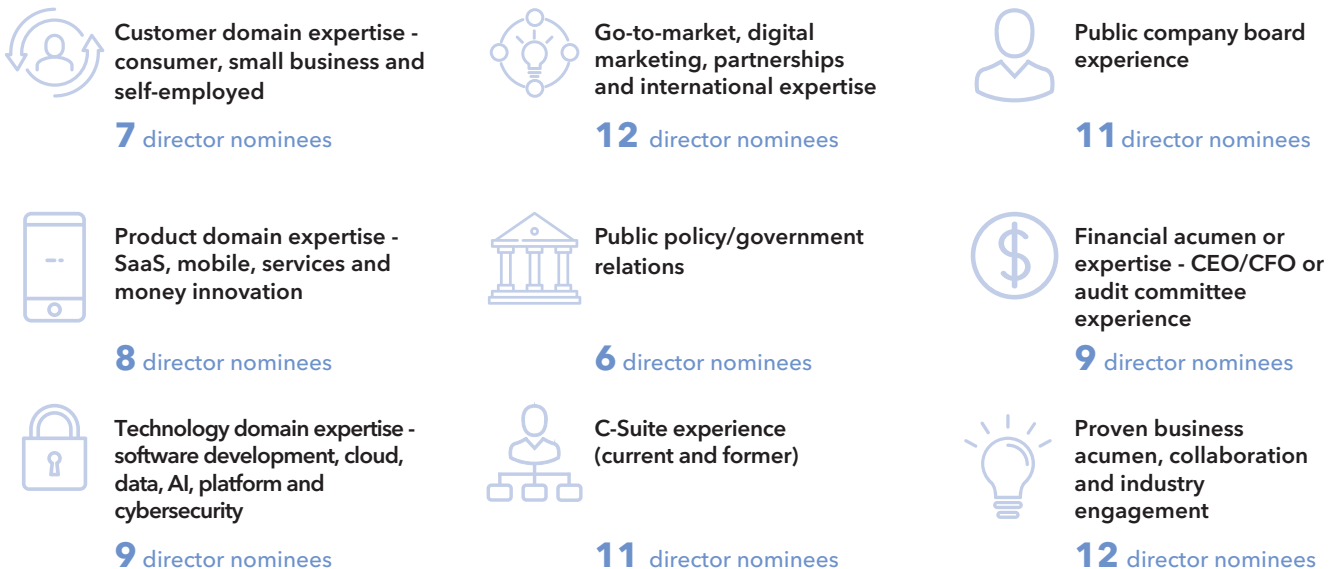 Customer domain expertise -
consumer, small business and
self-employed
7 director nominees
Go-to-market, digital
marketing, partnerships
and international expertise
12 director nominees
Public company board
experience
11 director nominees
Product domain expertise -
SaaS, mobile, services and
money innovation
8 director nominees
Public policy/government
relations
6 director nominees
Financial acumen or
expertise - CEO/CFO or
audit committee
experience
9 director nominees
Technology domain expertise -
software development, cloud,
data, AI, platform and
cybersecurity
9 director nominees
C-Suite experience
(current and former)
11 director nominees
Proven business
acumen, collaboration
and industry
engagement
12 director nominees